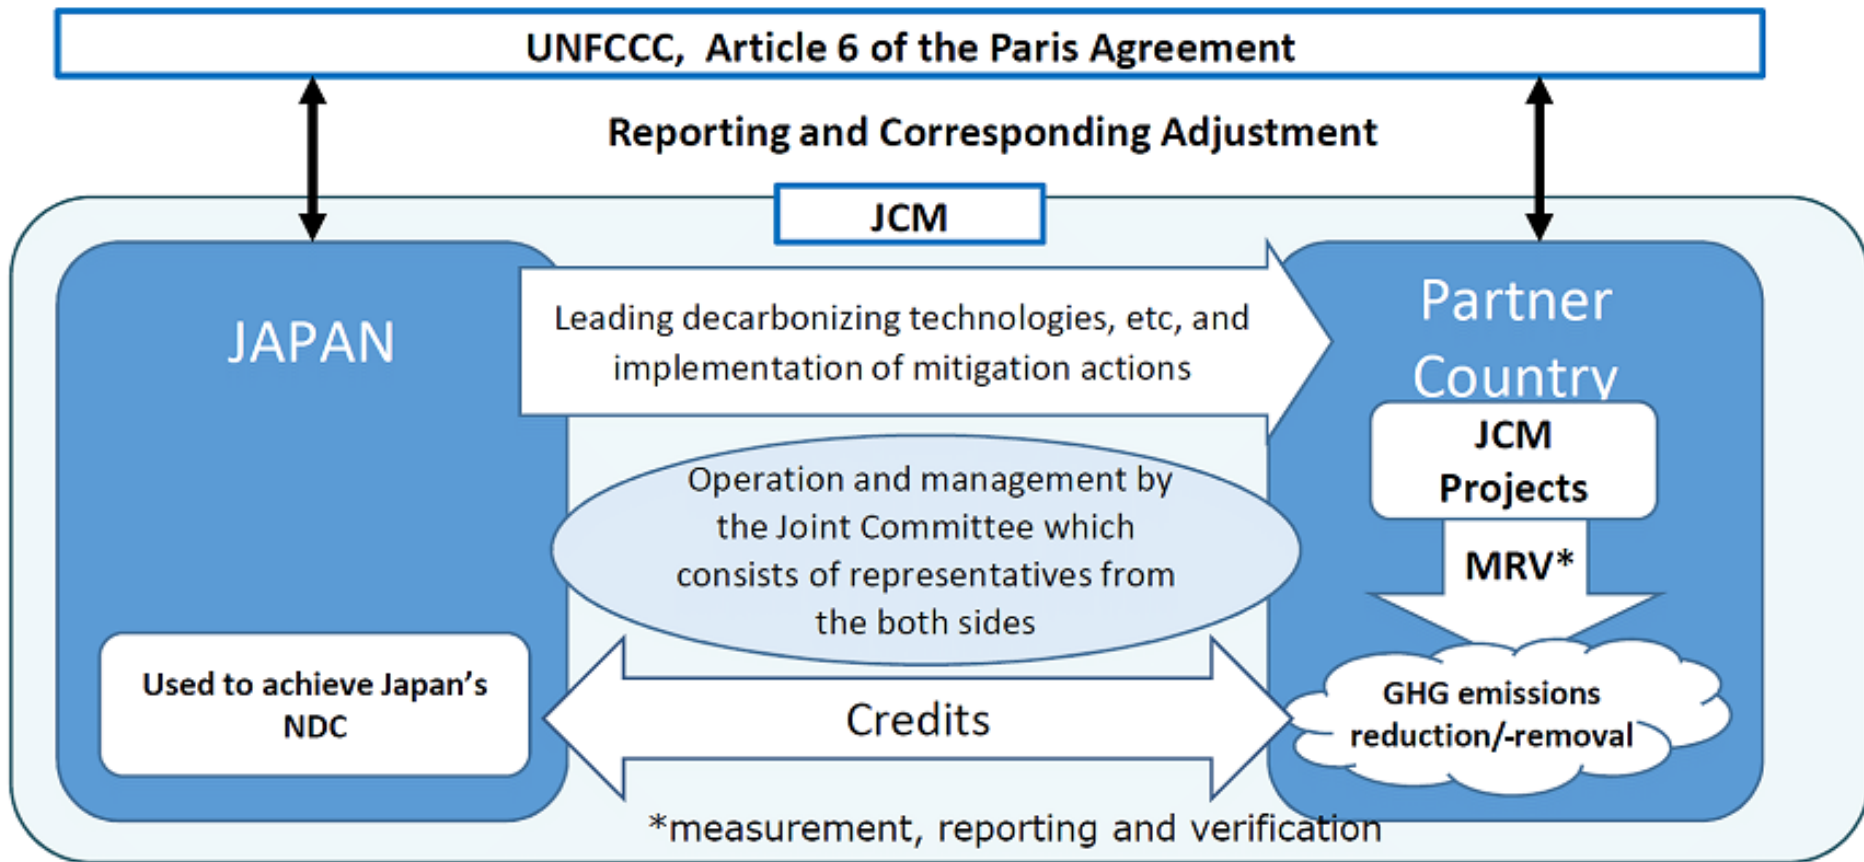 UNFCCC, Article 6 of the Paris Agreement
Reporting and Corresponding Adjustment
JCM
JAPAN
Leading decarbonizing technologies, etc, and
implementation of mitigation actions
Partner
Country
JCM
Projects
MRV*
Operation and management by
the Joint Committee which
consists of representatives from
the both sides
Used to achieve Japan's
NDC
Credits
GHG emissions
reduction/-removal
*measurement, reporting and verification